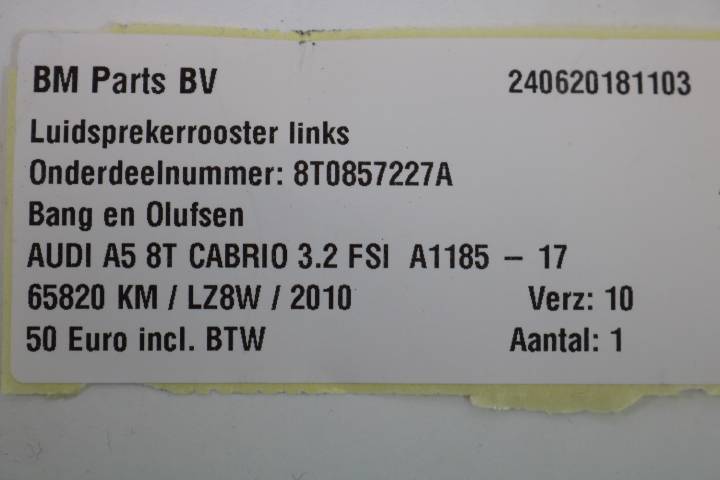 BM Parts BV 240620181103
Luidsprekerrooster links
Onderdeelnummer: 8T0857227A
Bang en Olufsen
AUDI A5 8T CABRIO 3.2 FSI A1185 – 17
65820 KM / LZ8W / 2010 Verz: 10
50 Euro incl. BTW Aantal: 1